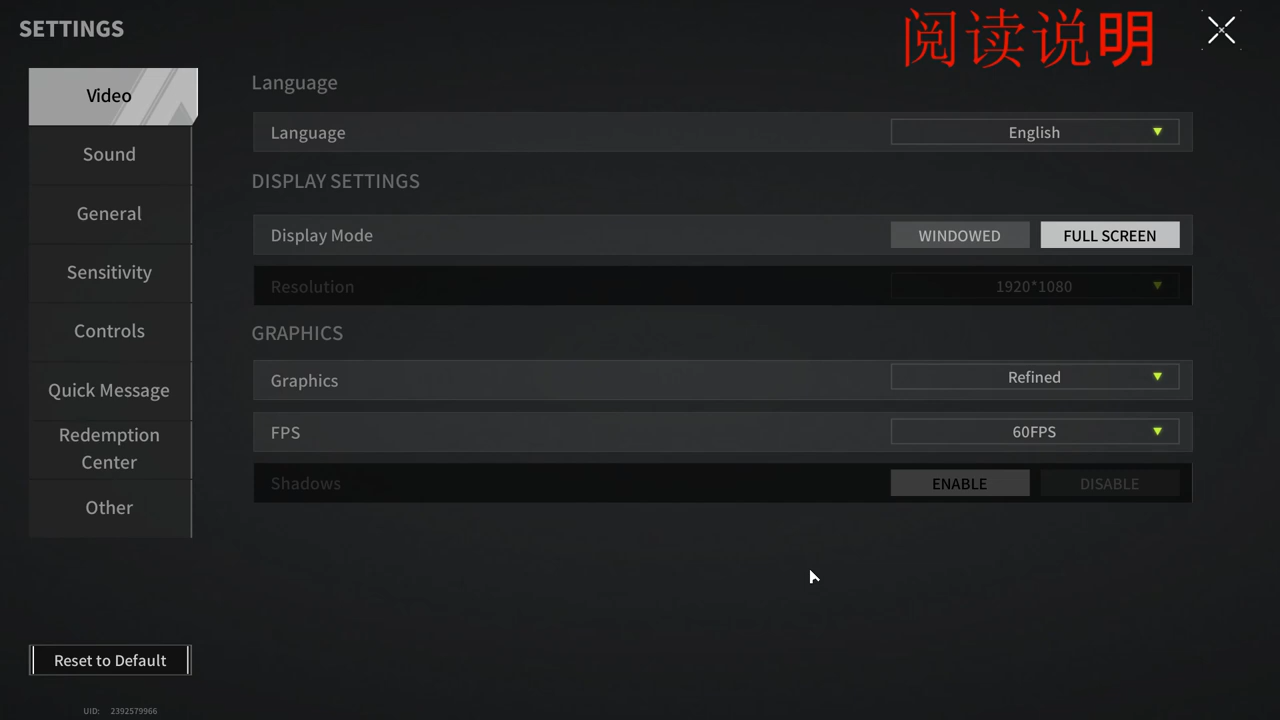 SETTINGS
阅读说明
Video
Sound
General
Sensitivity
Controls
Quick Message
Redemption
Center
Other
Reset to Default
UID: 2392579966
Language
Language English
DISPLAY SETTINGS
Display Mode WINDOWED FULL SCREEN
Resolution 1920*1080
GRAPHICS
Graphics Refined
FPS 60FPS
Shadows ENABLE DISABLE